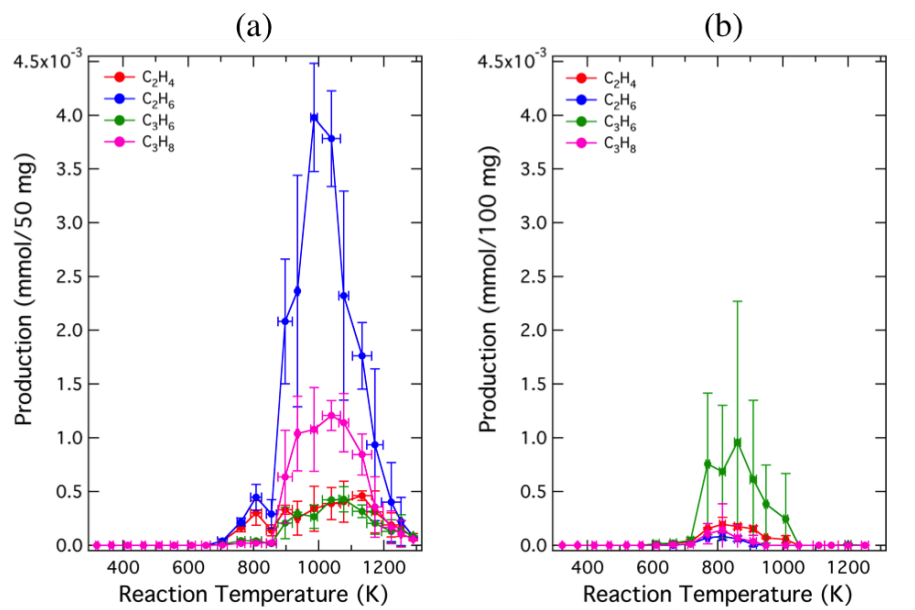 (a)
(b)
4.5x10⁻³
4.0
3.5
3.0
2.5
2.0
1.5
1.0
0.5
0.0
Production (mmol/50 mg)
C₂H₄
C₂H₆
C₃H₆
C₃H₈
400
600
800
1000
1200
Reaction Temperature (K)
4.5x10⁻³
4.0
3.5
3.0
2.5
2.0
1.5
1.0
0.5
0.0
Production (mmol/100 mg)
C₂H₄
C₂H₆
C₃H₆
C₃H₈
400
600
800
1000
1200
Reaction Temperature (K)